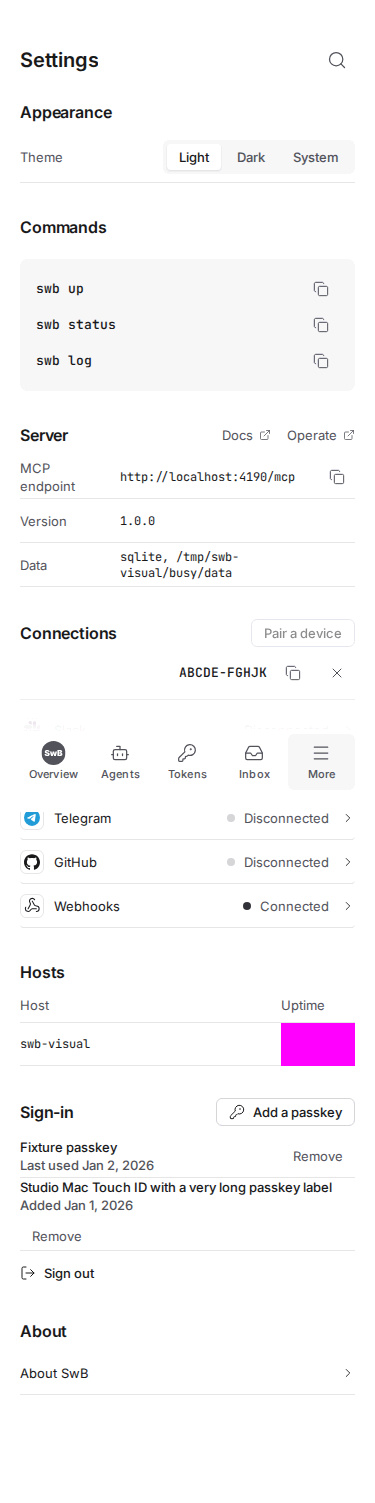 Settings
Appearance
Theme
Light Dark System
Commands
swb up
swb status
swb log
Server
Docs Operate
MCP
endpoint
http://localhost:4190/mcp
Version
1.0.0
Data
sqlite, /tmp/swb-
visual/busy/data
Connections
Pair a device
ABCDE-FGHJK
SwB
Overview Agents Tokens Inbox More
Telegram Disconnected
GitHub Disconnected
Webhooks Connected
Hosts
Host Uptime
swb-visual
Sign-in
Add a passkey
Fixture passkey
Last used Jan 2, 2026
Remove
Studio Mac Touch ID with a very long passkey label
Added Jan 1, 2026
Remove
Sign out
About
About SwB